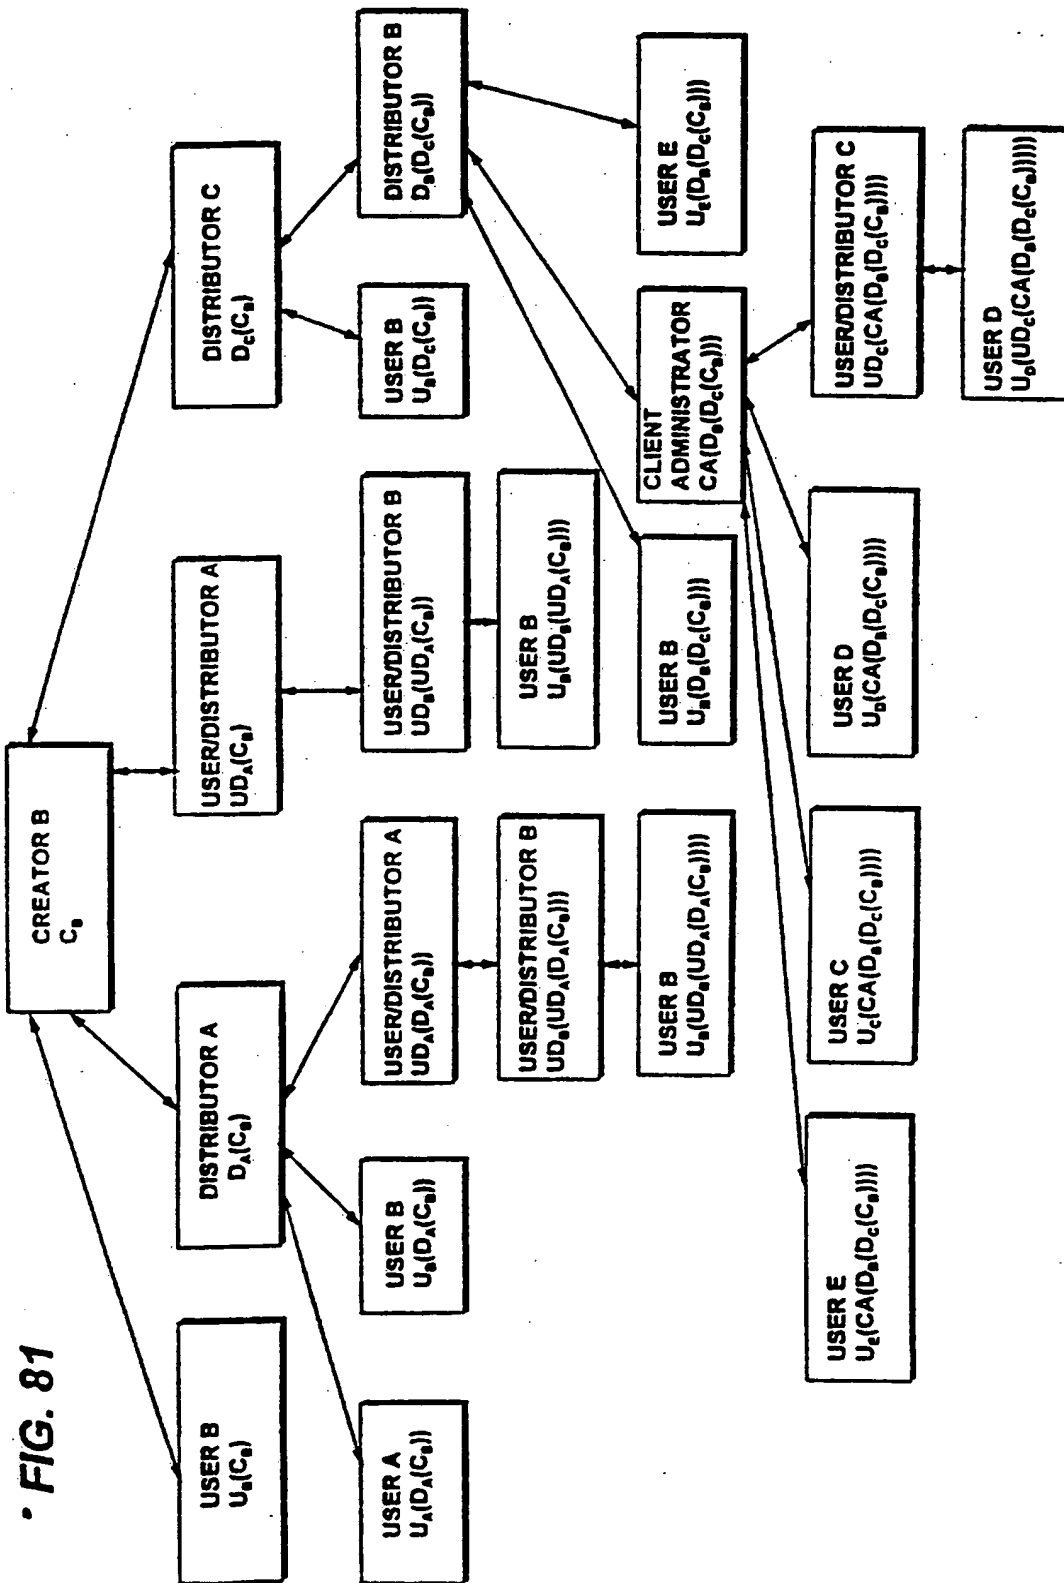 FIG. 81
CREATOR B
C_B
USER B
U_B(C_B)
DISTRIBUTOR A
D_A(C_B)
USER/DISTRIBUTOR A
UD_A(C_B)
DISTRIBUTOR C
D_C(C_B)
USER A
U_A(D_A(C_B))
USER B
U_B(D_A(C_B))
USER/DISTRIBUTOR A
UD_A(D_A(C_B))
USER/DISTRIBUTOR B
UD_B(UD_A(C_B))
USER B
U_B(D_C(C_B))
DISTRIBUTOR B
D_B(D_C(C_B))
USER/DISTRIBUTOR B
UD_B(UD_A(D_A(C_B)))
USER B
U_B(UD_B(UD_A(C_B)))
USER B
U_B(UD_B(UD_A(D_A(C_B))))
USER B
U_B(D_B(D_C(C_B)))
CLIENT
ADMINISTRATOR
CA(D_B(D_C(C_B)))
USER E
U_E(D_B(D_C(C_B)))
USER E
U_E(CA(D_B(D_C(C_B))))
USER C
U_C(CA(D_B(D_C(C_B))))
USER D
U_D(CA(D_B(D_C(C_B))))
USER/DISTRIBUTOR C
UD_C(CA(D_B(D_C(C_B))))
USER D
U_D(UD_C(CA(D_B(D_C(C_B)))))